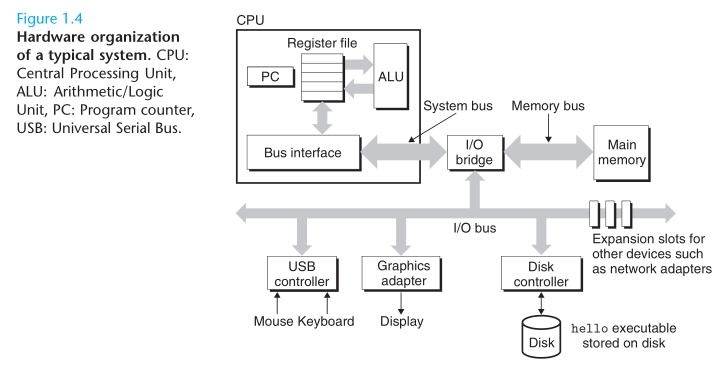 Figure 1.4
Hardware organization
of a typical system. CPU:
Central Processing Unit,
ALU: Arithmetic/Logic
Unit, PC: Program counter,
USB: Universal Serial Bus.
CPU
Register file
PC
ALU
System bus
Memory bus
Bus interface
I/O
bridge
Main
memory
I/O bus
Expansion slots for
other devices such
as network adapters
USB
controller
Graphics
adapter
Disk
controller
Mouse Keyboard
Display
Disk
hello executable
stored on disk